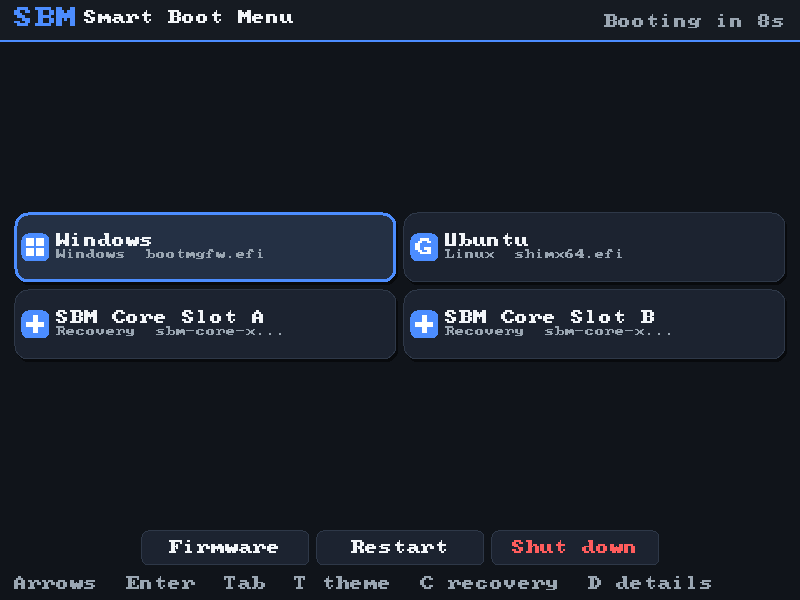 SBM Smart Boot Menu Booting in 8s
Windows
Windows bootmgfw.efi
Ubuntu
Linux shimx64.efi
SBM Core Slot A
Recovery sbm-core-x...
SBM Core Slot B
Recovery sbm-core-x...
Firmware Restart Shut down
Arrows Enter Tab T theme C recovery D details